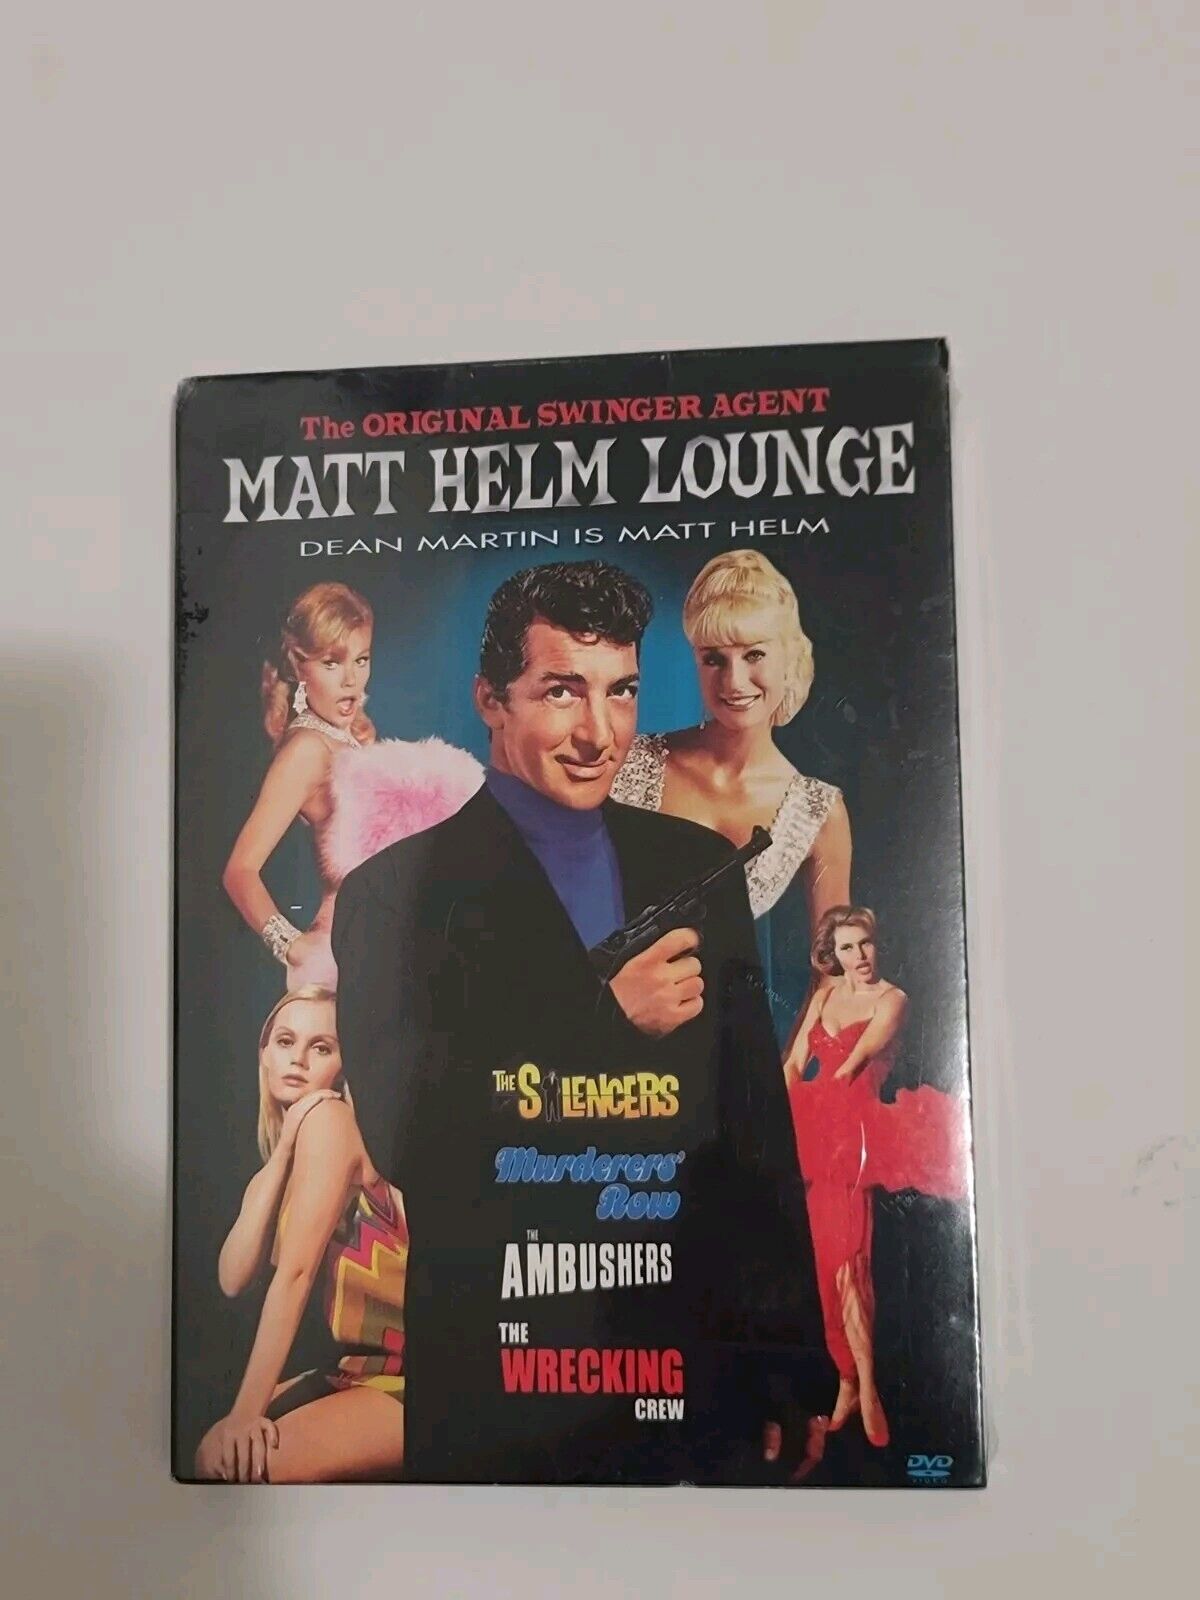 The ORIGINAL SWINGER AGENT
MATT HELM LOUNGE
DEAN MARTIN IS MATT HELM
THE SILENCERS
Murderers'
Row
THE
AMBUSHERS
THE
WRECKING
CREW
DVD
VIDEO